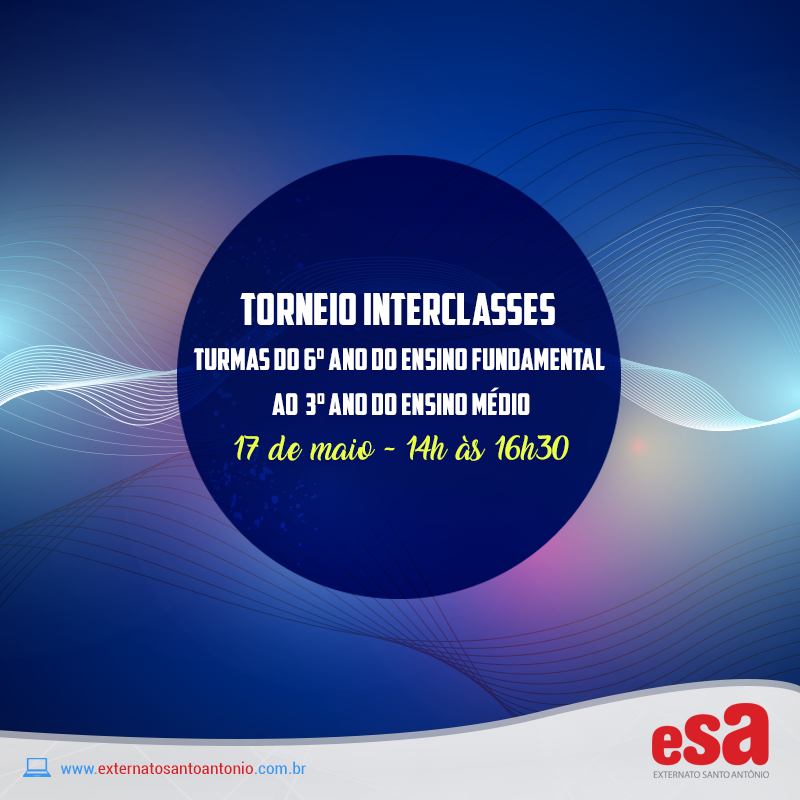 TORNEIO INTERCLASSES
TURMAS DO 6º ANO DO ENSINO FUNDAMENTAL
AO 3º ANO DO ENSINO MÉDIO
17 de maio - 14h às 16h30
esa
EXTERNATO SANTO ANTÔNIO
www.externatosantoantonio.com.br